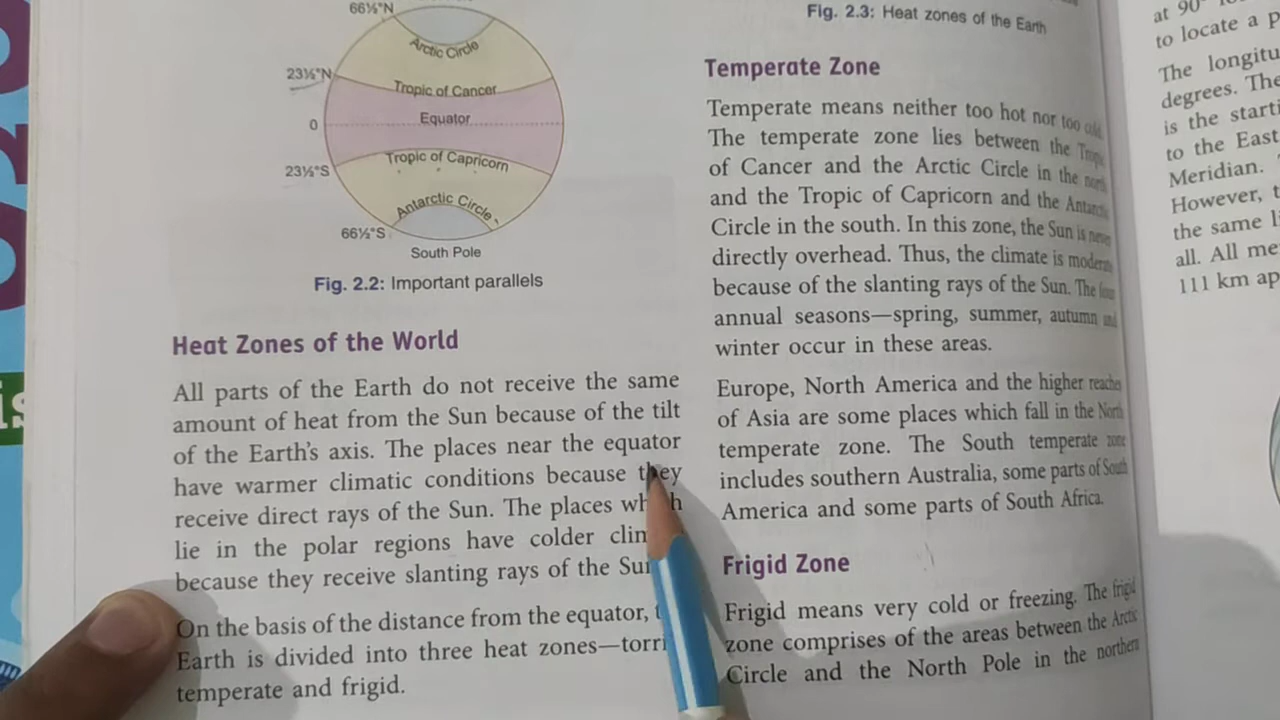 66½°N
Arctic Circle
23½°N
Tropic of Cancer
Equator
0
Tropic of Capricorn
23½°S
Antarctic Circle
66½°S
South Pole
Fig. 2.2: Important parallels
Heat Zones of the World
All parts of the Earth do not receive the same
amount of heat from the Sun because of the tilt
of the Earth's axis. The places near the equator
have warmer climatic conditions because they
receive direct rays of the Sun. The places
lie in the polar regions have colder
because they receive slanting rays of the
On the basis of the distance from the equator,
Earth is divided into three heat zones—
temperate and frigid.
Fig. 2.3: Heat zones of the Earth
Temperate Zone
Temperate means neither too hot nor too cold.
The temperate zone lies between the Tropic
of Cancer and the Arctic Circle in the north
and the Tropic of Capricorn and the Antarctic
Circle in the south. In this zone, the Sun is never
directly overhead. Thus, the climate is moderate
because of the slanting rays of the Sun. The four
annual seasons—spring, summer, autumn and
winter occur in these areas.
Europe, North America and the higher reaches
of Asia are some places which fall in the North
temperate zone. The South temperate zone
includes southern Australia, some parts of South
America and some parts of South Africa.
Frigid Zone
Frigid means very cold or freezing. The frigid
zone comprises of the areas between the Arctic
Circle and the North Pole in the northern
at 90°
to locate a
The
degrees. The
is the
to the East
Meridian.
However,
the same
all. All
111 km